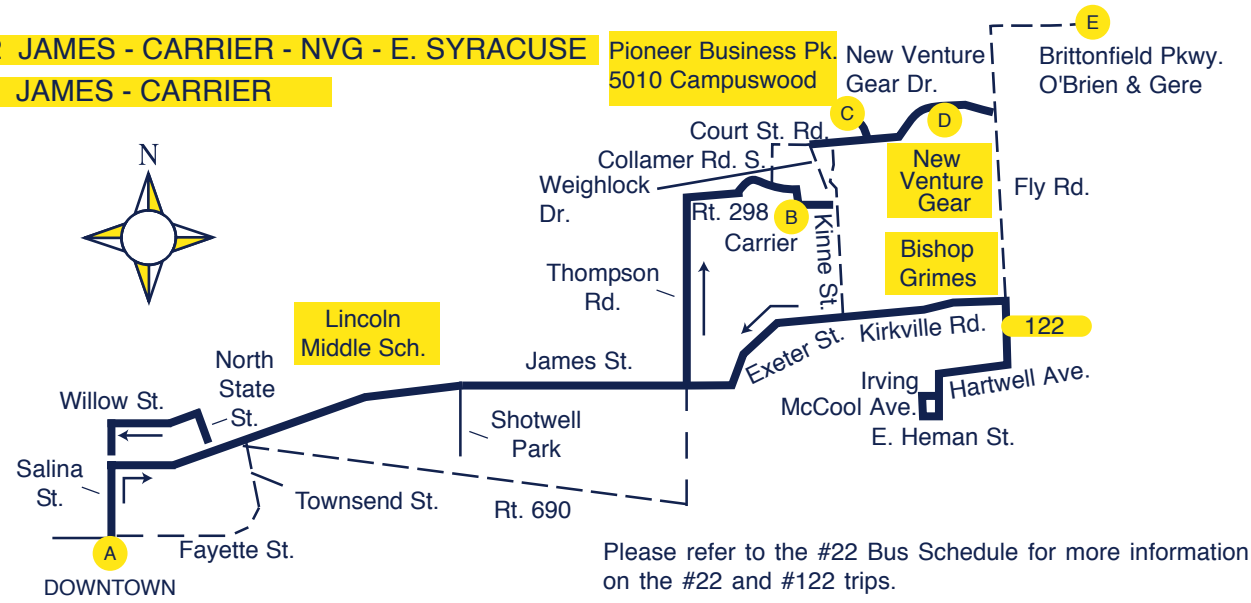 JAMES - CARRIER - NVG - E. SYRACUSE
JAMES - CARRIER
Pioneer Business Pk.
5010 Campuswood
New Venture
Gear Dr.
E
Brittonfield Pkwy.
O'Brien & Gere
C
D
Court St. Rd.
Collamer Rd. S.
Weighlock
Dr.
N
New
Venture
Gear
Fly Rd.
Rt. 298
B
Carrier
Kinne St.
Bishop
Grimes
Thompson
Rd.
Lincoln
Middle Sch.
James St.
Exeter St.
Kirkville Rd.
122
North
State
St.
Willow St.
Irving
McCool Ave.
Hartwell Ave.
E. Heman St.
Shotwell
Park
Salina
St.
Townsend St.
Rt. 690
Fayette St.
A
DOWNTOWN
Please refer to the #22 Bus Schedule for more information
on the #22 and #122 trips.